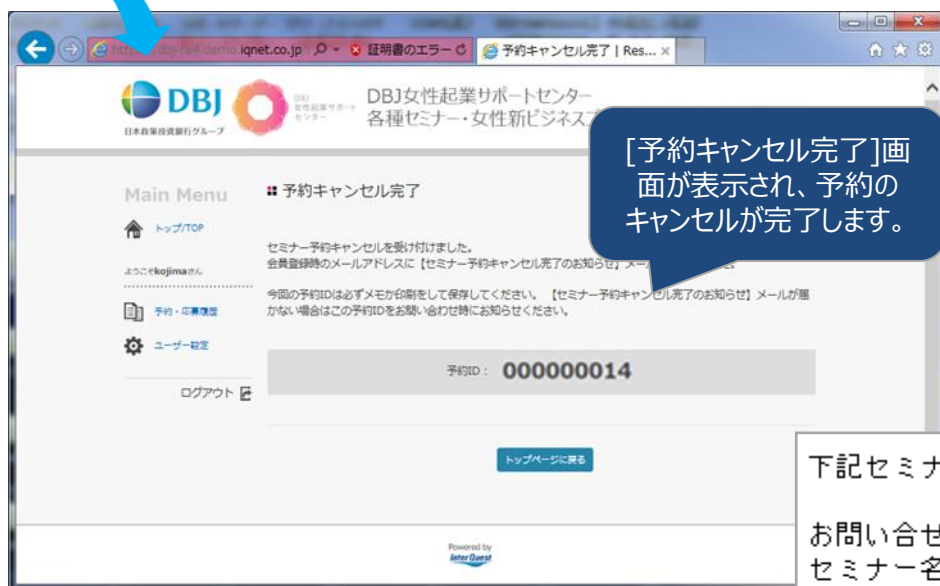 iqnet.co.jp
証明書のエラー
予約キャンセル完了 | Res... ×
DBJ
日本政策投資銀行グループ
DBJ
女性起業サポート
センター
DBJ女性起業サポートセンター
各種セミナー・女性新ビジネス
[予約キャンセル完了]画
面が表示され、予約の
キャンセルが完了します。
Main Menu
トップ/TOP
ようこそkojimaさん
予約・応募履歴
ユーザー設定
ログアウト
予約キャンセル完了
セミナー予約キャンセルを受け付けました。
会員登録時のメールアドレスに【セミナー予約キャンセル完了のお知らせ】メー
今回の予約IDは必ずメモか印刷をして保存してください。【セミナー予約キャンセル完了のお知らせ】メールが届
かない場合はこの予約IDをお問い合わせ時にお知らせください。
予約ID： 000000014
トップページに戻る
Powered by
InterQuest
下記セミナ
お問い合せ
セミナー名